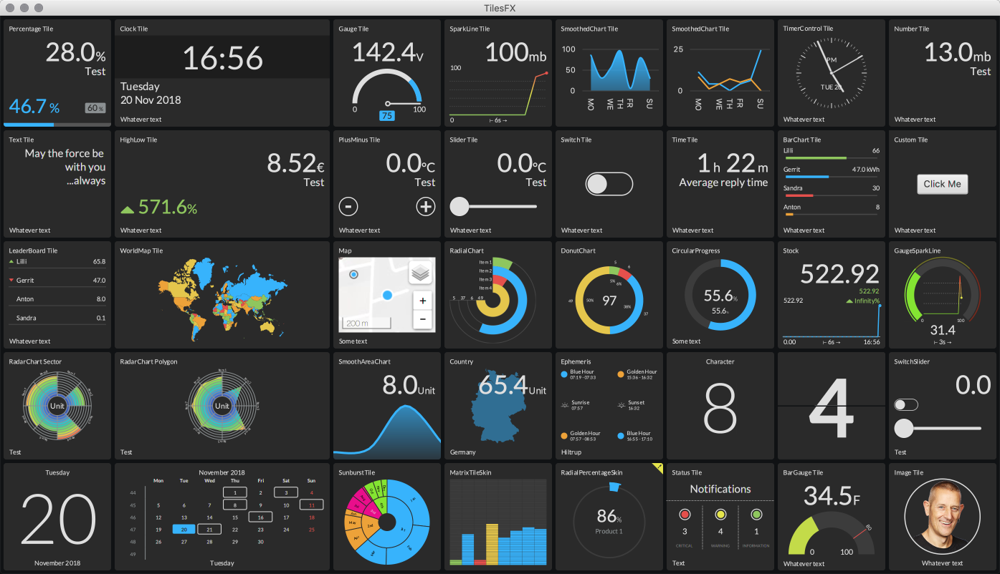 TilesFX
Percentage Tile
28.0%
Test
46.7 %
60 %
Clock Tile
16:56
Tuesday
20 Nov 2018
Whatever text
Gauge Tile
142.4V
0 100
75
SparkLine Tile
100mb
100
0 ⊢ 6s →
SmoothedChart Tile
100
50
0
MO WE TH FR SU
SmoothedChart Tile
25
0
MO WE TH FR SU
TimerControl Tile
PM
TUE 20
Whatever text
Number Tile
13.0mb
Test
Whatever text
Text Tile
May the force be
with you
...always
Whatever text
HighLow Tile
8.52€
Test
571.6%
Whatever text
PlusMinus Tile
0.0°C
Test
- +
Whatever text
Slider Tile
0.0°C
Test
Whatever text
Switch Tile
Whatever text
Time Tile
1h 22m
Average reply time
Whatever text
BarChart Tile
Lilli 66
Gerrit 47.0 kWh
Sandra 30
Anton 8
Whatever text
Custom Tile
Click Me
Whatever text
LeaderBoard Tile
Lilli 65.8
Gerrit 47.0
Anton 8.0
Sandra 0.1
Whatever text
WorldMap Tile
Map
+
−
200 m
Some text
RadialChart
Item 1
Item 2
Item 3
Item 4
5 37 6 49
DonutChart
5 6
5% 6%
49 50% 97 38% 37
CircularProgress
55.6%
55.6%
Some text
Stock
522.92
522.92
522.92 Infinity%
0.00 ⊢ 6s → 16:56
GaugeSparkLine
0 100
31.4
⊢ 3s →
RadarChart Sector
Unit
Test
RadarChart Polygon
Unit
Test
SmoothAreaChart
8.0Unit
Country
65.4Unit
Germany
Ephemeris
Blue Hour Golden Hour
07:19 - 07:33 15:36 - 16:32
Sunrise Sunset
07:57 16:32
Golden Hour Blue Hour
07:57 - 08:53 16:55 - 17:10
Hiltrup
Character
8
4
SwitchSlider
0.0
Test
Tuesday
20
November 2018
November 2018
Mon Tue Wed Thu Fri Sat Sun
44 1 2 3 4
45 5 6 7 8 9 10 11
46 12 13 14 15 16 17 18
47 19 20 21 22 23 24 25
48 26 27 28 29 30
49
Tuesday
SunburstTile
MatrixTileSkin
RadialPercentageSkin
!
86%
Product 1
Status Tile
Notifications
3 4 1
CRITICAL WARNING INFORMATION
Text
BarGauge Tile
34.5F
80
0 100
Whatever text
Image Tile
Whatever text